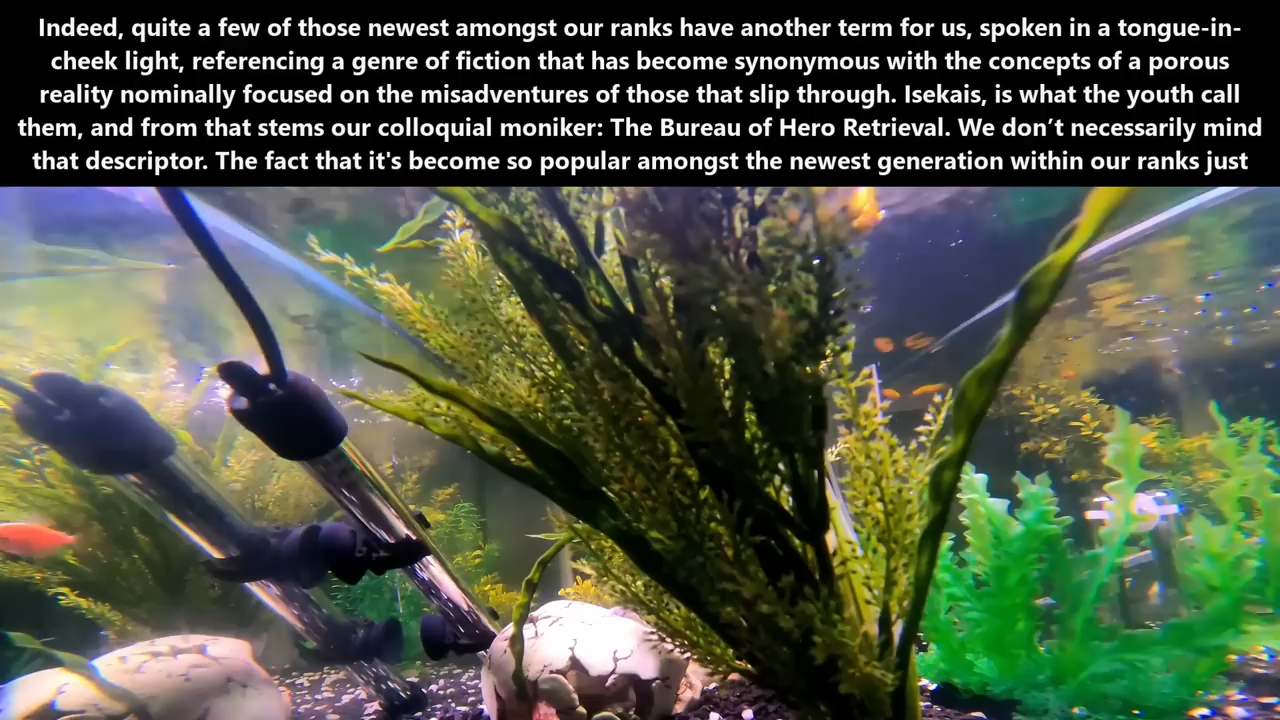 Indeed, quite a few of those newest amongst our ranks have another term for us, spoken in a tongue-in-
cheek light, referencing a genre of fiction that has become synonymous with the concepts of a porous
reality nominally focused on the misadventures of those that slip through. Isekais, is what the youth call
them, and from that stems our colloquial moniker: The Bureau of Hero Retrieval. We don’t necessarily mind
that descriptor. The fact that it's become so popular amongst the newest generation within our ranks just